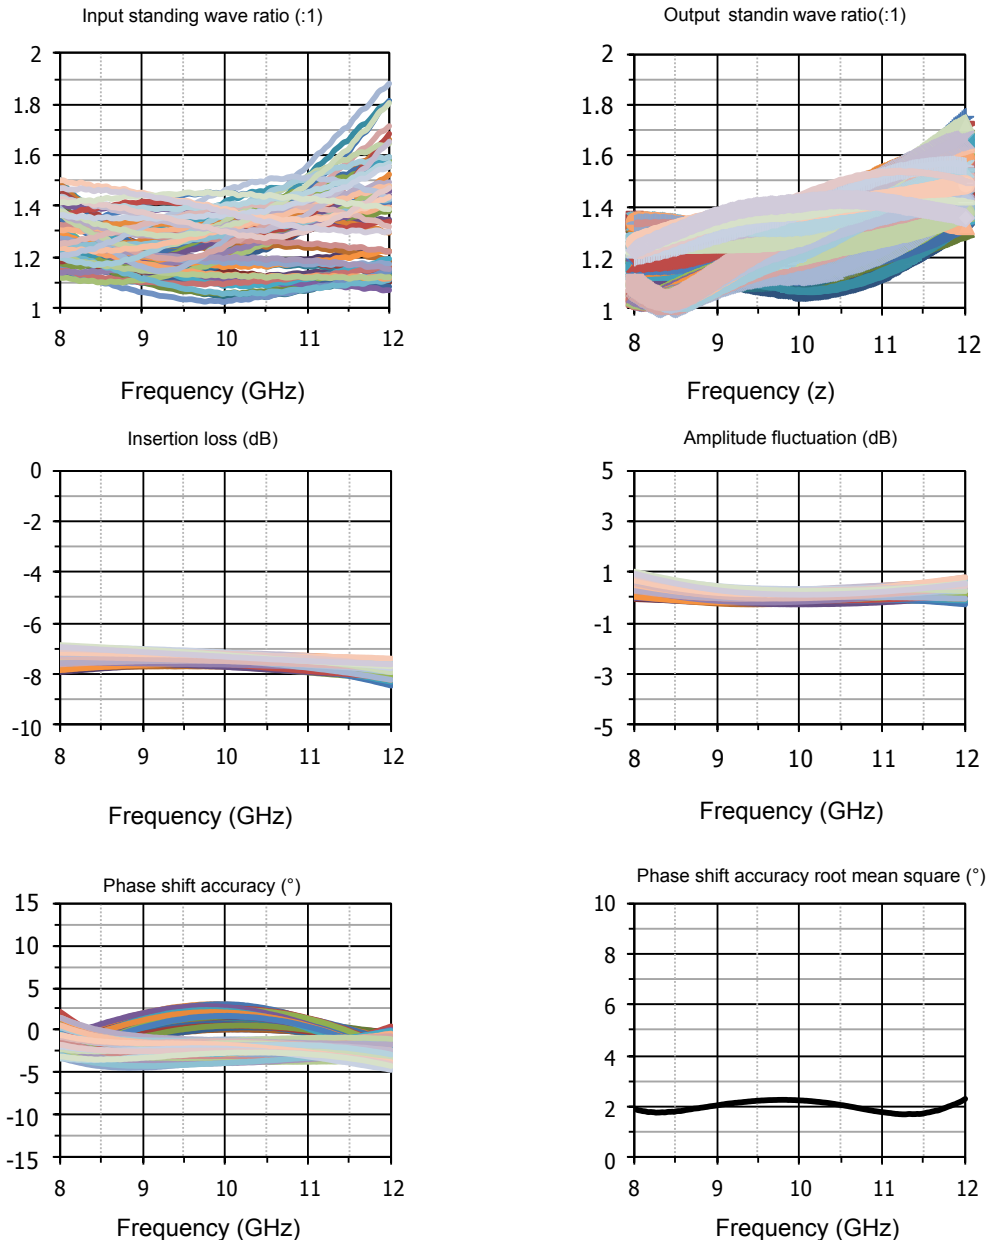 Input standing wave ratio (:1)
2
1.8
1.6
1.4
1.2
1
8 9 10 11 12
Frequency (GHz)
Output standin wave ratio(:1)
2
1.8
1.6
1.4
1.2
1
8 9 10 11 12
Frequency (z)
Insertion loss (dB)
0
-2
-4
-6
-8
-10
8 9 10 11 12
Frequency (GHz)
Amplitude fluctuation (dB)
5
3
1
-1
-3
-5
8 9 10 11 12
Frequency (GHz)
Phase shift accuracy (°)
15
10
5
0
-5
-10
-15
8 9 10 11 12
Frequency (GHz)
Phase shift accuracy root mean square (°)
10
8
6
4
2
0
8 9 10 11 12
Frequency (GHz)